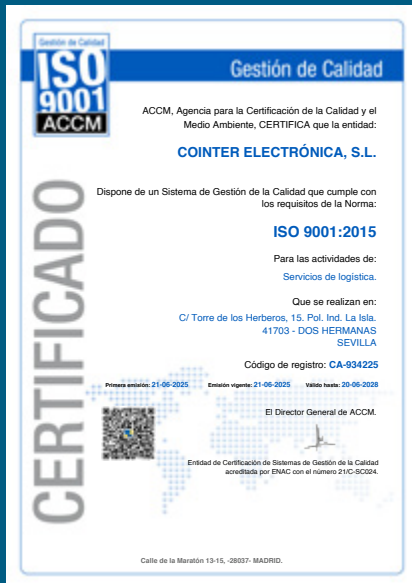 Gestión de Calidad
ISO
9001
ACCM
Gestión de Calidad
ACCM, Agencia para la Certificación de la Calidad y el
Medio Ambiente, CERTIFICA que la entidad:
COINTER ELECTRÓNICA, S.L.
Dispone de un Sistema de Gestión de la Calidad que cumple con
los requisitos de la Norma:
ISO 9001:2015
Para las actividades de:
Servicios de logística.
Que se realizan en:
C/ Torre de los Herberos, 15. Pol. Ind. La Isla.
41703 - DOS HERMANAS
SEVILLA
Código de registro: CA-934225
Primera emisión: 21-06-2025 Emisión vigente: 21-06-2025 Válido hasta: 20-06-2028
El Director General de ACCM.
Entidad de Certificación de Sistemas de Gestión de la Calidad
acreditada por ENAC con el número 21/C-SC024.
CERTIFICADO
Calle de la Maratón 13-15, -28037- MADRID.